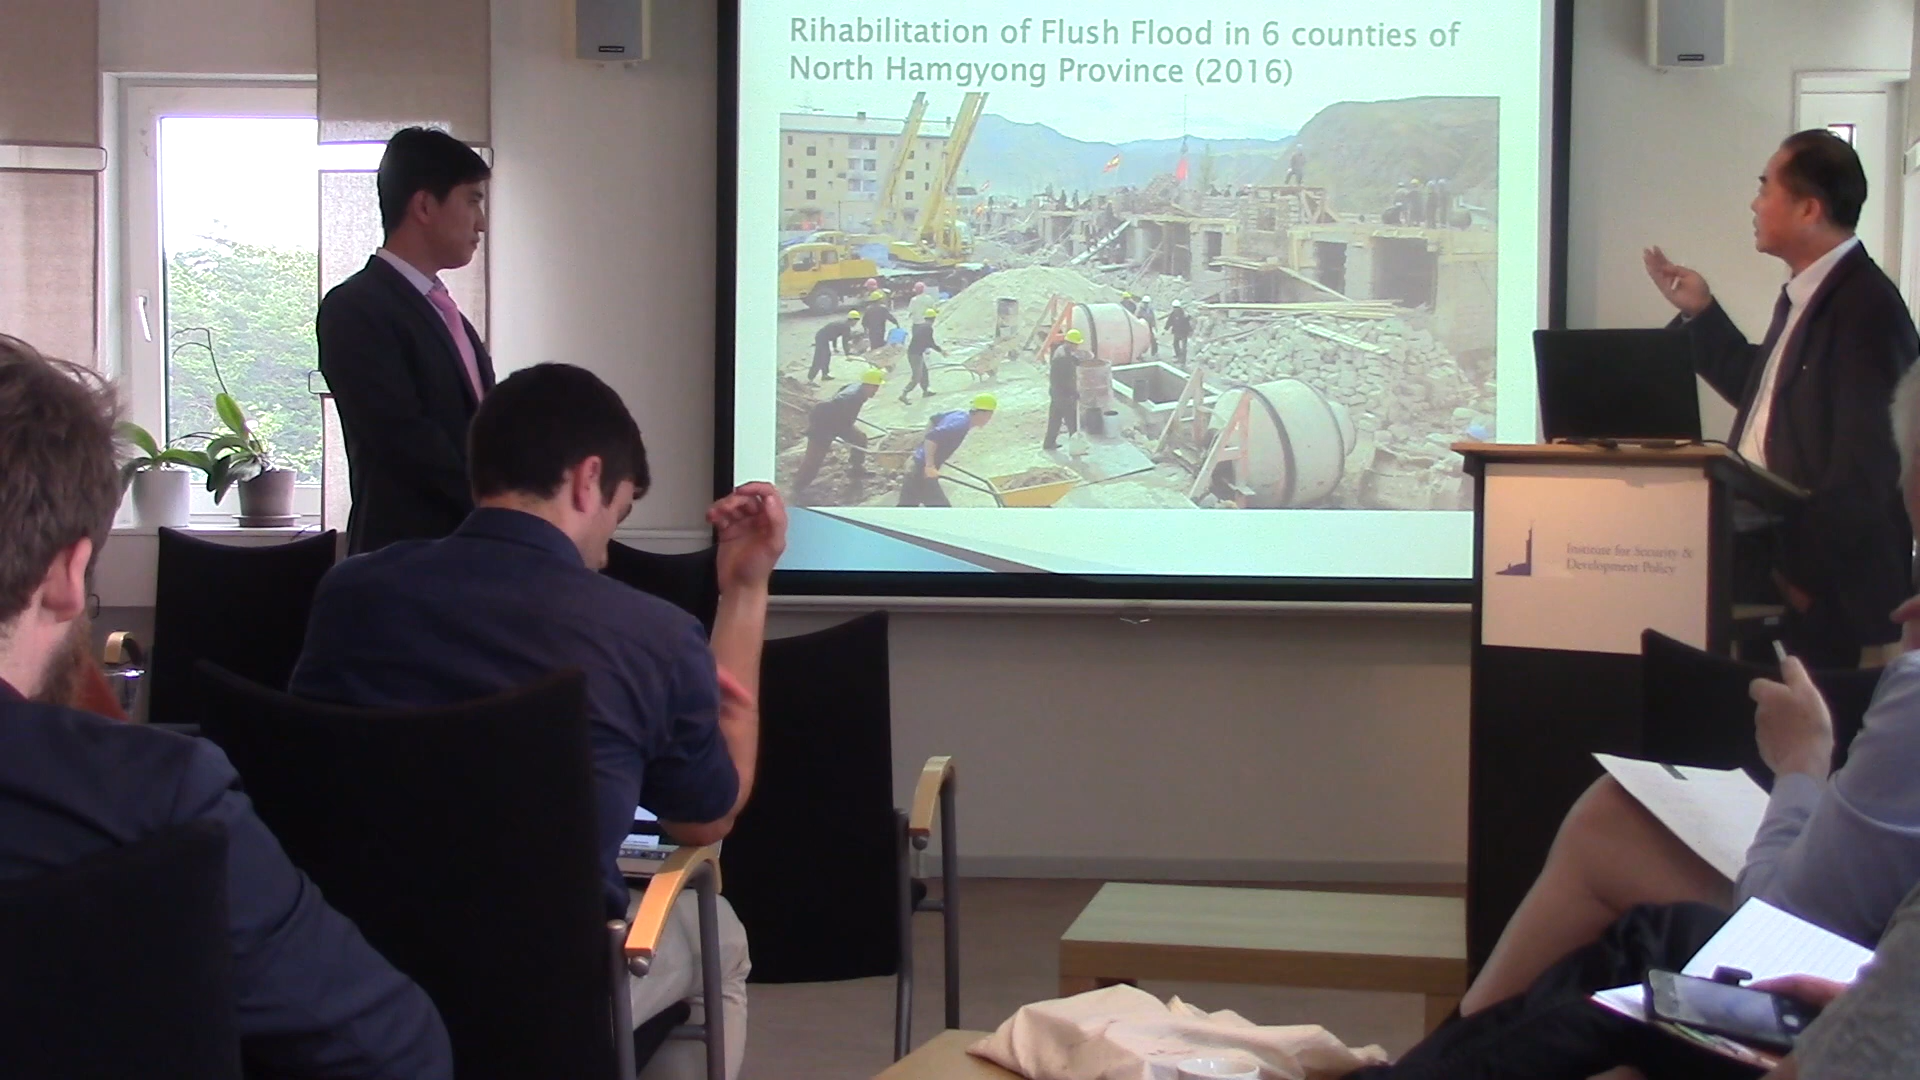 Rihabilitation of Flush Flood in 6 counties of
North Hamgyong Province (2016)
Institute for Security &
Development Policy